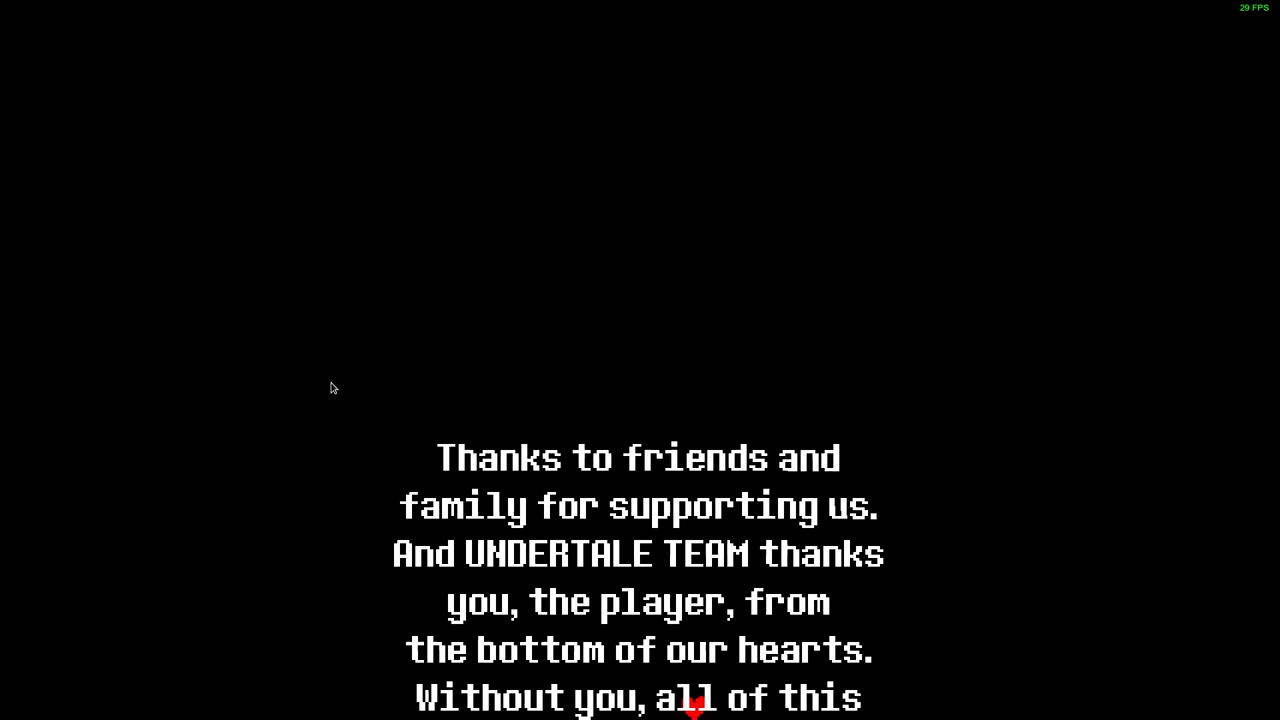 29 FPS
Thanks to friends and
family for supporting us.
And UNDERTALE TEAM thanks
you, the player, from
the bottom of our hearts.
Without you, all of this